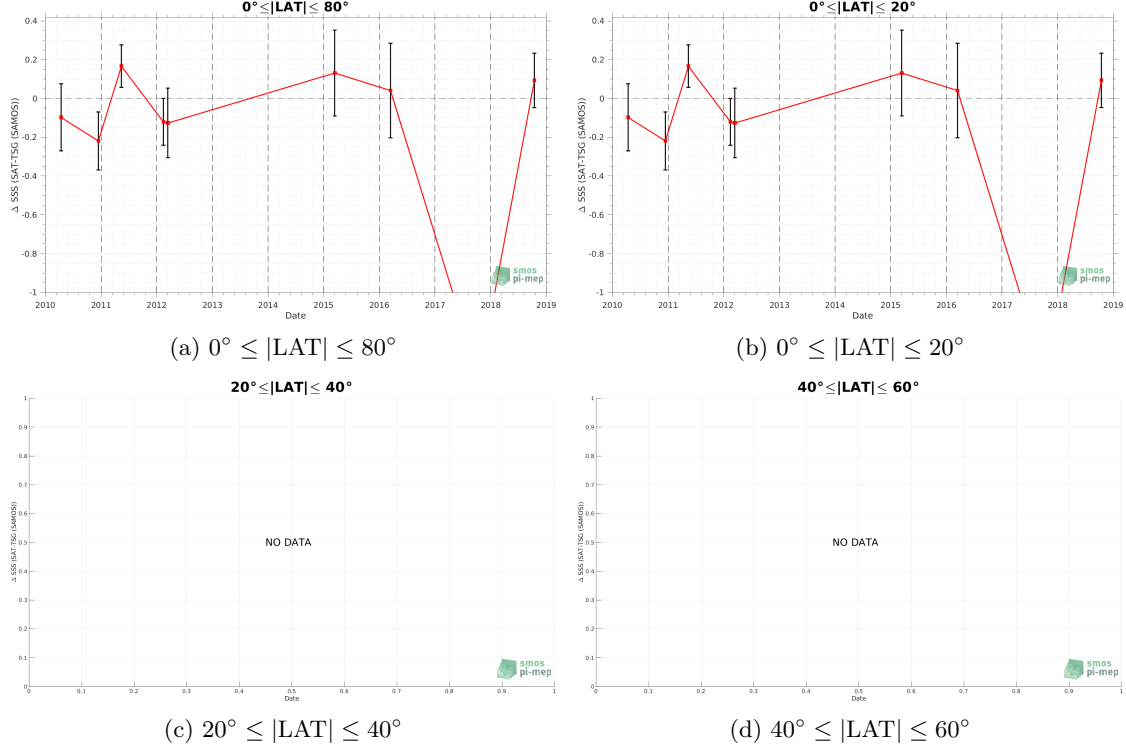 0°≤|LAT|≤ 80°
0.4
0.2
0
-0.2
-0.4
-0.6
-0.8
-1
Δ SSS (SAT-TSG (SAMOS))
2010 2011 2012 2013 2014 2015 2016 2017 2018 2019
Date
smos
pi-mep
(a) 0° ≤ |LAT| ≤ 80°
0°≤|LAT|≤ 20°
0.4
0.2
0
-0.2
-0.4
-0.6
-0.8
-1
Δ SSS (SAT-TSG (SAMOS))
2010 2011 2012 2013 2014 2015 2016 2017 2018 2019
Date
smos
pi-mep
(b) 0° ≤ |LAT| ≤ 20°
20°≤|LAT|≤ 40°
1
0.9
0.8
0.7
0.6
0.5
0.4
0.3
0.2
0.1
0
Δ SSS (SAT-TSG (SAMOS))
NO DATA
0 0.1 0.2 0.3 0.4 0.5 0.6 0.7 0.8 0.9 1
Date
smos
pi-mep
(c) 20° ≤ |LAT| ≤ 40°
40°≤|LAT|≤ 60°
1
0.9
0.8
0.7
0.6
0.5
0.4
0.3
0.2
0.1
0
Δ SSS (SAT-TSG (SAMOS))
NO DATA
0 0.1 0.2 0.3 0.4 0.5 0.6 0.7 0.8 0.9 1
Date
smos
pi-mep
(d) 40° ≤ |LAT| ≤ 60°